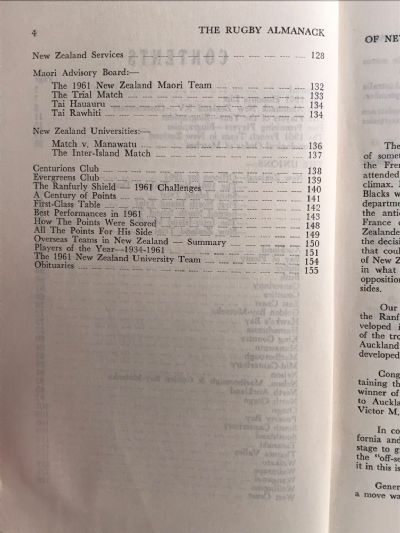 4 THE RUGBY ALMANACK
New Zealand Services 128
Maori Advisory Board:—
The 1961 New Zealand Maori Team 132
The Trial Match 133
Tai Hauauru 134
Tai Rawhiti 134
New Zealand Universities:—
Match v. Manawatu 136
The Inter-Island Match 137
Centurions Club 138
Evergreens Club 139
The Ranfurly Shield — 1961 Challenges 140
A Century of Points 141
First-Class Table 142
Best Performances in 1961 143
How The Points Were Scored 148
All The Points For His Side 149
Overseas Teams in New Zealand — Summary 150
Players of the Year—1934-1961 151
The 1961 New Zealand University Team 154
Obituaries 155
OF NE
The
of some
the Fren
attended
climax.
Blacks w
departme
the anti
France
Zealande
the decisi
that coul
of New Z
in what
opposition
sides.
Our
the Ranf
veloped i
of the tro
Auckland
developed
Cong
taining th
winner of
to Auckla
Victor M.
In co
fornia and
stage to g
the "off-se
it in this is
Gener
a move wa